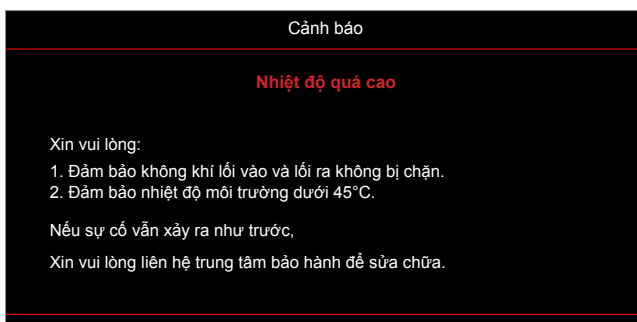 Cảnh báo
Nhiệt độ quá cao
Xin vui lòng:
1. Đảm bảo không khí lối vào và lối ra không bị chặn.
2. Đảm bảo nhiệt độ môi trường dưới 45°C.
Nếu sự cố vẫn xảy ra như trước,
Xin vui lòng liên hệ trung tâm bảo hành để sửa chữa.